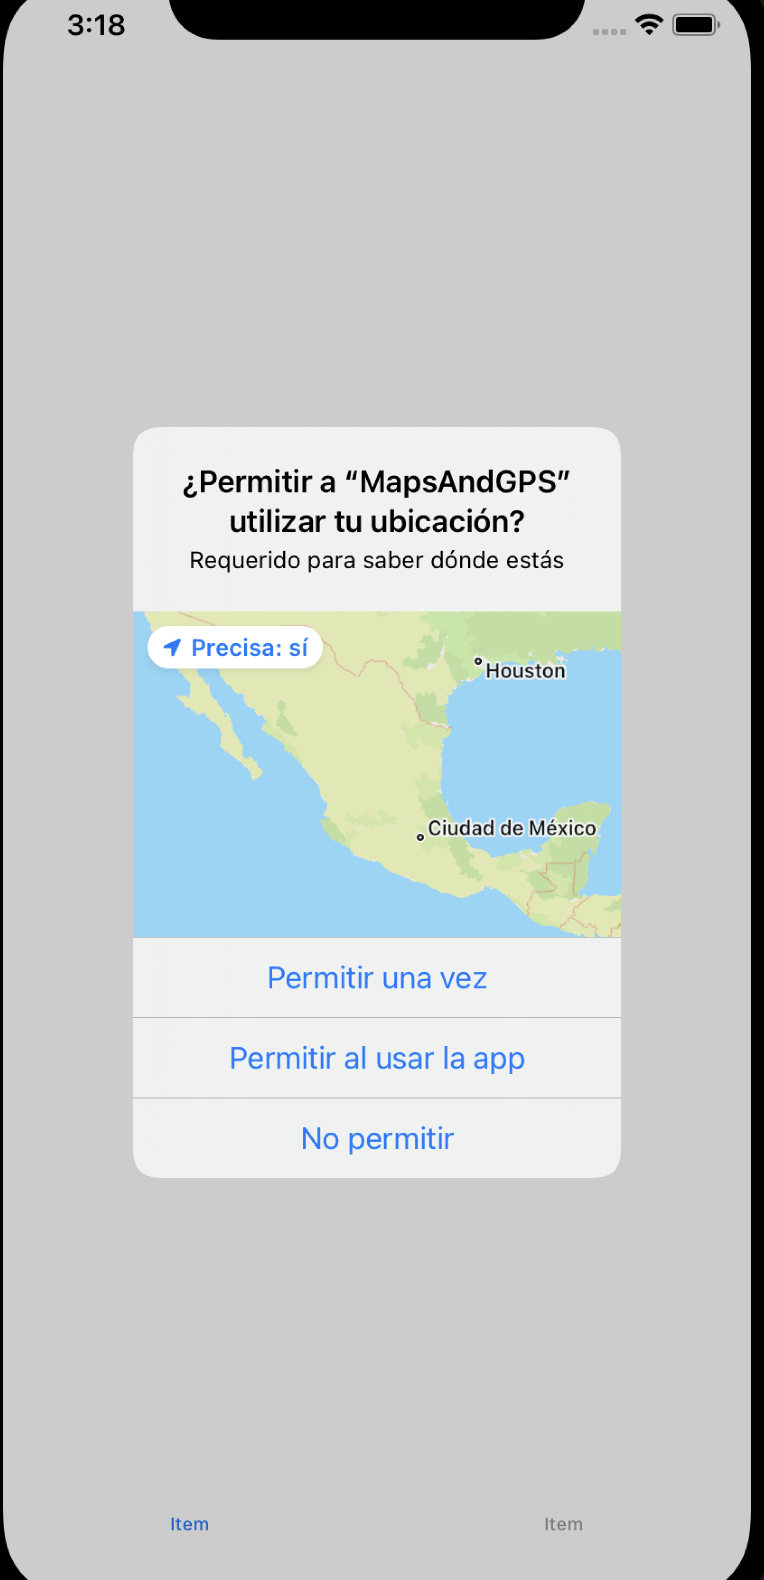 3:18
¿Permitir a “MapsAndGPS”
utilizar tu ubicación?
Requerido para saber dónde estás
Precisa: sí
Houston
Ciudad de México
Permitir una vez
Permitir al usar la app
No permitir
Item
Item